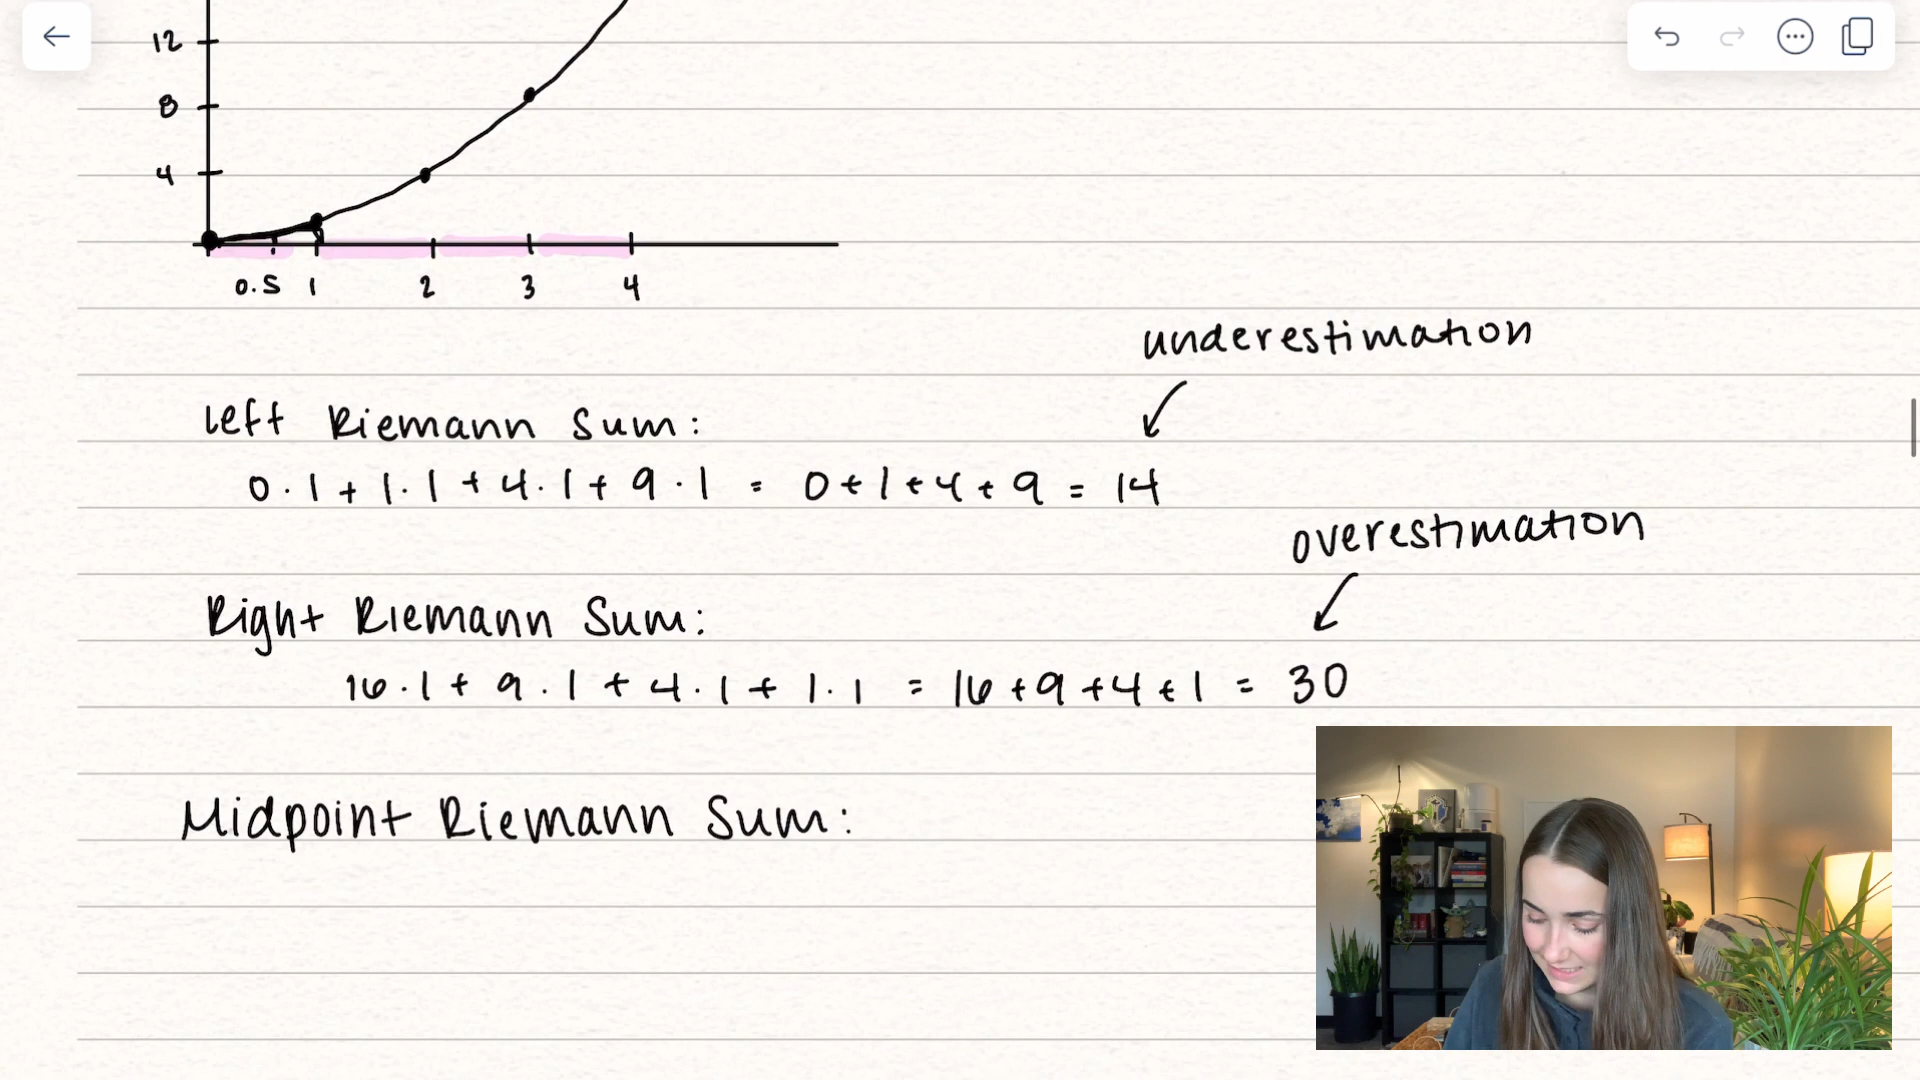 12
8
4
0.5 1 2 3 4
underestimation
Left Riemann Sum:
0·1 + 1·1 + 4·1 + 9·1 = 0+1+4+9 = 14
overestimation
Right Riemann Sum:
16·1 + 9·1 + 4·1 + 1·1 = 16+9+4+1 = 30
Midpoint Riemann Sum: